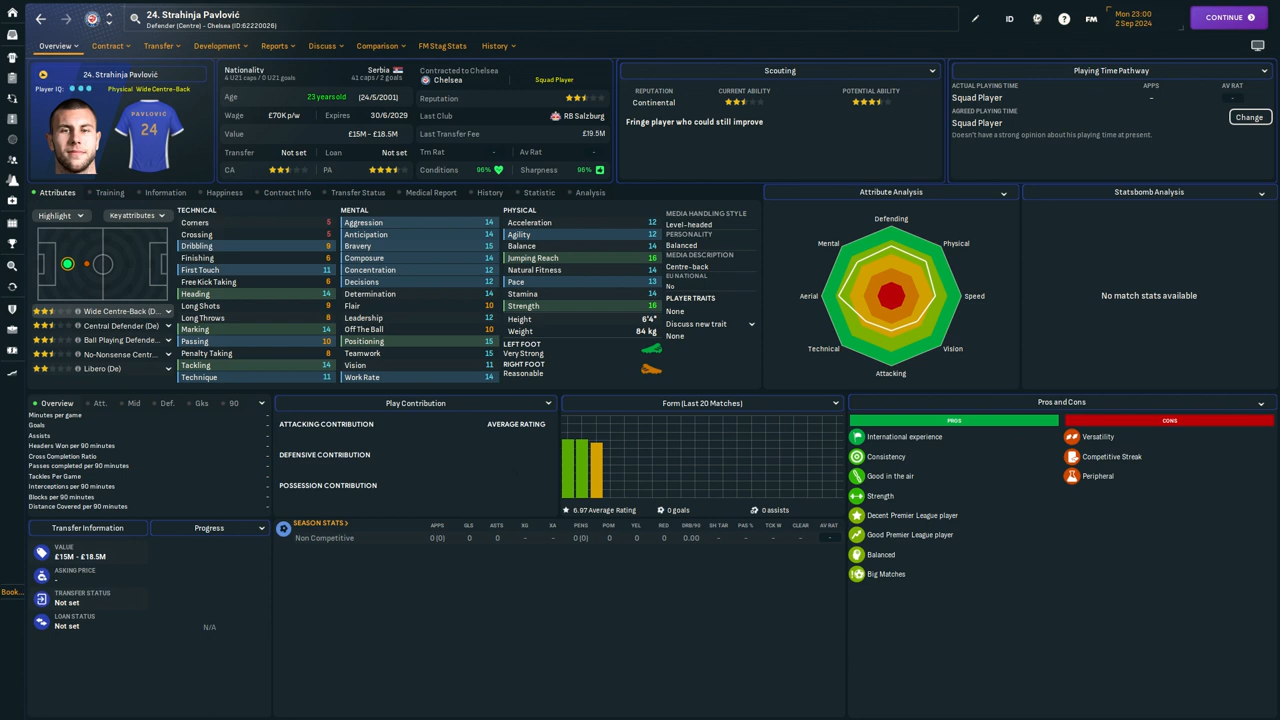 24. Strahinja Pavlović
Defender (Centre) - Chelsea (ID:62220026)
ID
?
FM
Mon 23:00
2 Sep 2024
CONTINUE
Overview
Contract
Transfer
Development
Reports
Discuss
Comparison
FM Stag Stats
History
24. Strahinja Pavlović
Player IQ:
Physical Wide Centre-Back
PAVLOVIĆ
24
Nationality Serbia
4 U21 caps / 0 U21 goals 41 caps / 2 goals
Age 23 years old (24/5/2001)
Wage £70K p/w Expires 30/6/2029
Value £15M - £18.5M
Transfer Not set Loan Not set
CA PA
Contracted to Chelsea
Chelsea Squad Player
Reputation
Last Club RB Salzburg
Last Transfer Fee £19.5M
Trn Rat - Av Rat -
Conditions 96% Sharpness 96%
Scouting
REPUTATION CURRENT ABILITY POTENTIAL ABILITY
Continental
Fringe player who could still improve
Playing Time Pathway
ACTUAL PLAYING TIME APPS AV RAT
Squad Player - -
AGREED PLAYING TIME
Squad Player
Change
Doesn't have a strong opinion about his playing time at present.
Attributes
Training
Information
Happiness
Contract Info
Transfer Status
Medical Report
History
Statistic
Analysis
Highlight
Key attributes
Wide Centre-Back (D...
Central Defender (De)
Ball Playing Defende...
No-Nonsense Centr...
Libero (De)
TECHNICAL
Corners 5
Crossing 5
Dribbling 9
Finishing 6
First Touch 11
Free Kick Taking 6
Heading 14
Long Shots 9
Long Throws 8
Marking 14
Passing 10
Penalty Taking 8
Tackling 14
Technique 11
MENTAL
Aggression 14
Anticipation 14
Bravery 15
Composure 14
Concentration 12
Decisions 12
Determination 14
Flair 10
Leadership 12
Off The Ball 10
Positioning 15
Teamwork 15
Vision 11
Work Rate 14
PHYSICAL
Acceleration 12
Agility 12
Balance 14
Jumping Reach 16
Natural Fitness 14
Pace 13
Stamina 14
Strength 16
Height 6'4"
Weight 84 kg
LEFT FOOT
Very Strong
RIGHT FOOT
Reasonable
MEDIA HANDLING STYLE
Level-headed
PERSONALITY
Balanced
MEDIA DESCRIPTION
Centre-back
EU NATIONAL
No
PLAYER TRAITS
None
Discuss new trait
None
Attribute Analysis
Defending
Physical
Speed
Vision
Attacking
Technical
Aerial
Mental
Statsbomb Analysis
No match stats available
Overview
Att.
Mid
Def.
Gks
90
Minutes per game -
Goals -
Assists -
Headers Won per 90 minutes -
Cross Completion Ratio -
Passes completed per 90 minutes -
Tackles Per Game -
Interceptions per 90 minutes -
Blocks per 90 minutes -
Distance Covered per 90 minutes -
Play Contribution
ATTACKING CONTRIBUTION AVERAGE RATING
DEFENSIVE CONTRIBUTION
POSSESSION CONTRIBUTION
Form (Last 20 Matches)
6.97 Average Rating
0 goals
0 assists
Pros and Cons
PROS
International experience
Consistency
Good in the air
Strength
Decent Premier League player
Good Premier League player
Balanced
Big Matches
CONS
Versatility
Competitive Streak
Peripheral
Transfer Information
Progress
VALUE
£15M - £18.5M
ASKING PRICE
-
TRANSFER STATUS
Not set
LOAN STATUS
Not set
N/A
SEASON STATS > APPS GLS ASTS XG XA PENS POM YEL RED DRB/90 SH TAR PAS % TCK W CLEAR AV RAT
Non Competitive 0 (0) 0 0 - - 0 (0) 0 0 0 0.00 - - - - -
Book...